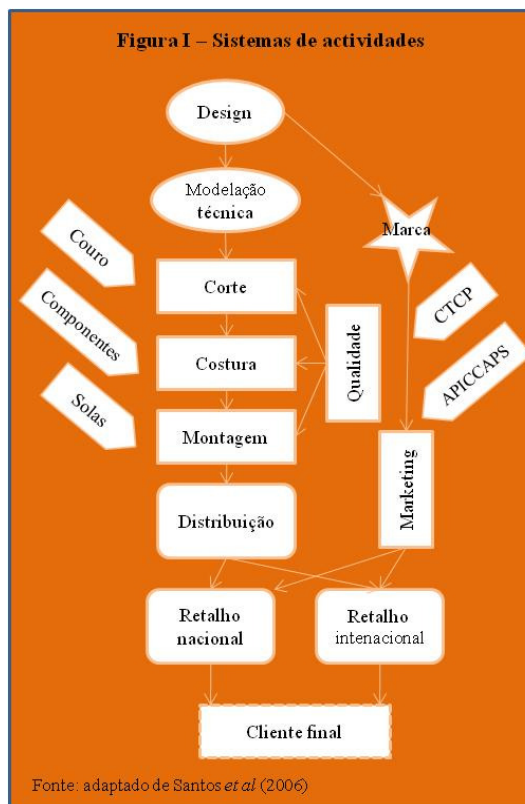 Figura I – Sistemas de actividades
Design
Modelação
técnica
Marca
Couro
Corte
CTCP
Componentes
Costura
Qualidade
APICCAPS
Solas
Montagem
Marketing
Distribuição
Retalho
nacional
Retalho
intenacional
Cliente final
Fonte: adaptado de Santos et al (2006)